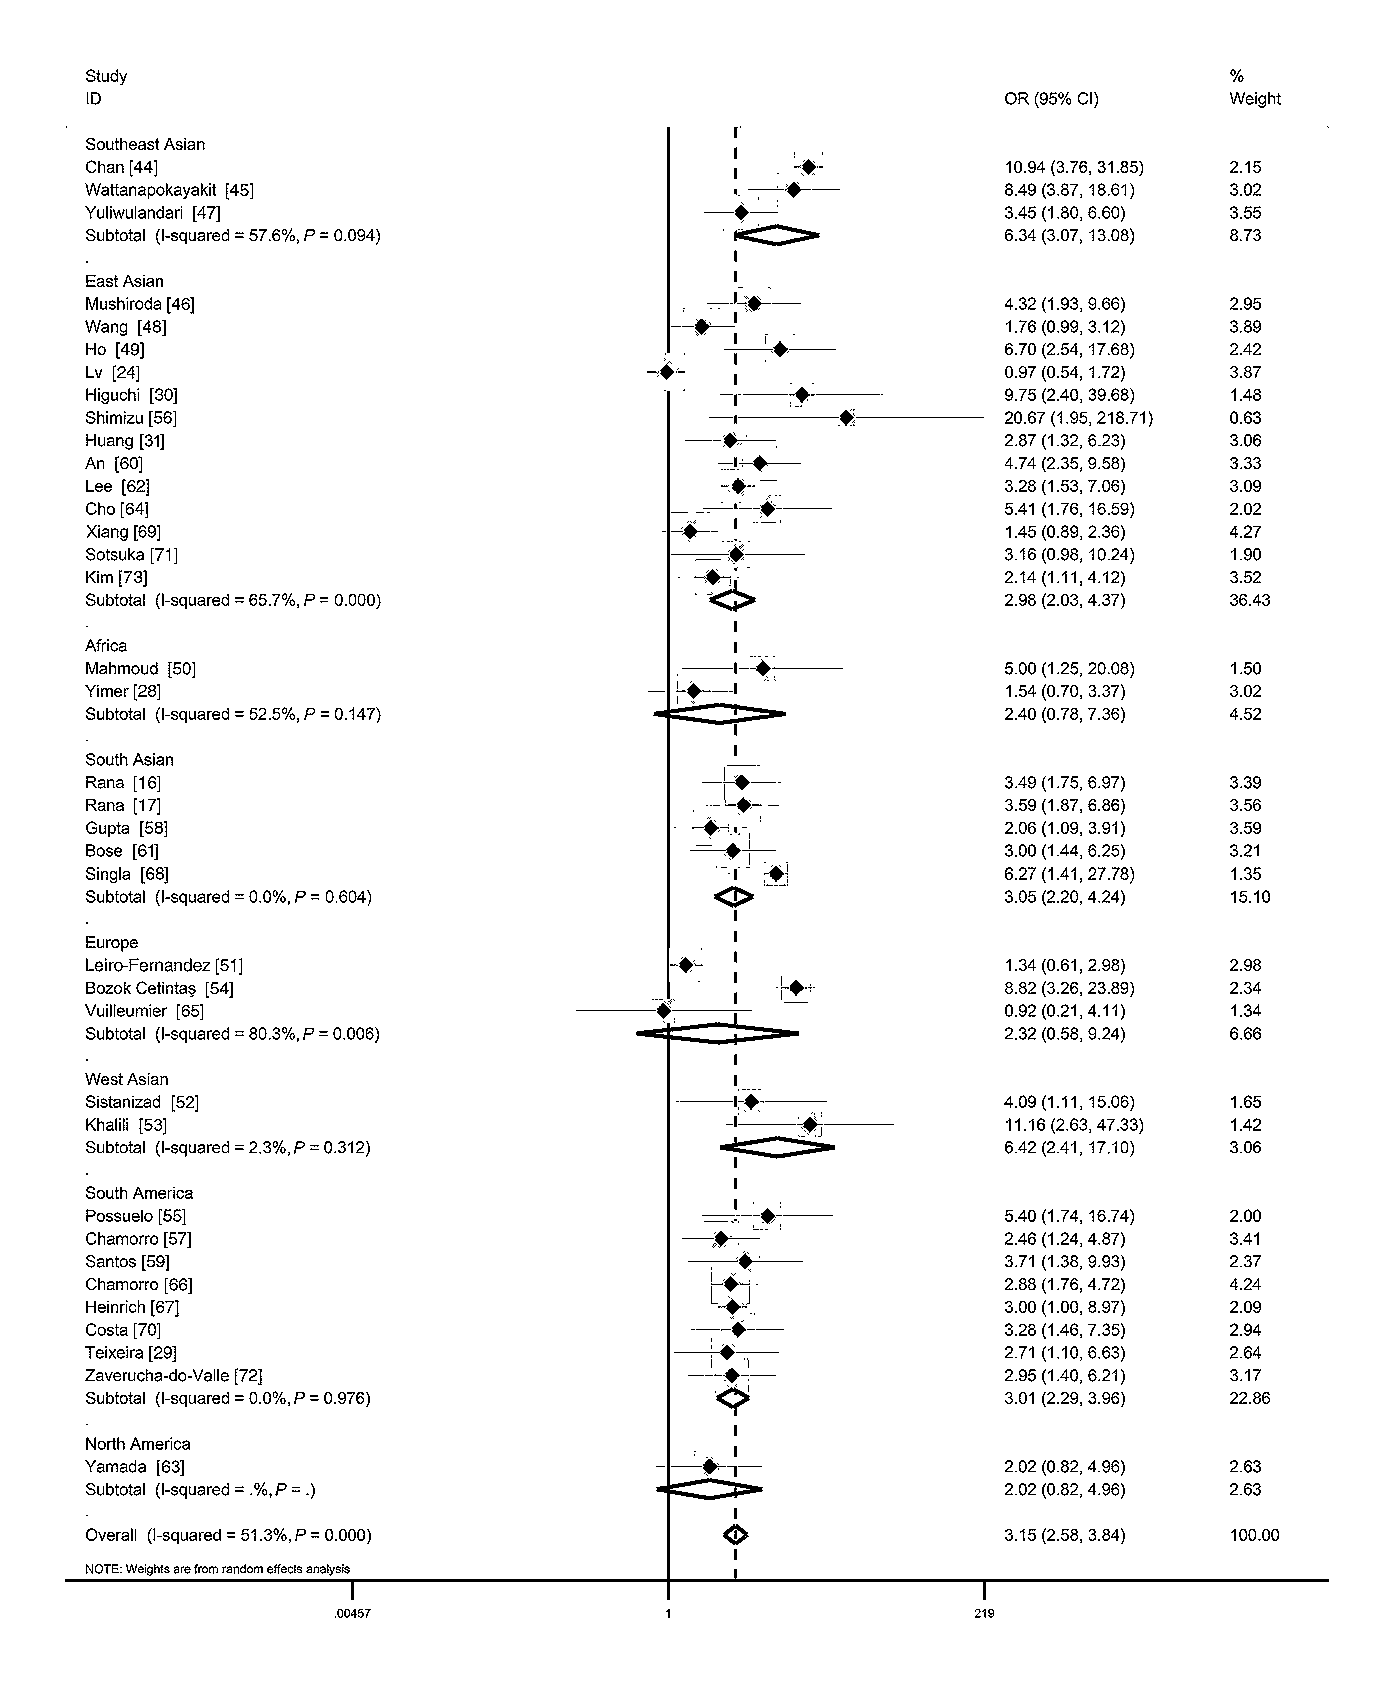 Study %
ID OR (95% CI) Weight
Southeast Asian
Chan [44] 10.94 (3.76, 31.85) 2.15
Wattanapokayakit [45] 8.49 (3.87, 18.61) 3.02
Yuliwulandari [47] 3.45 (1.80, 6.60) 3.55
Subtotal (I-squared = 57.6%, P = 0.094) 6.34 (3.07, 13.08) 8.73
.
East Asian
Mushiroda [46] 4.32 (1.93, 9.66) 2.95
Wang [48] 1.76 (0.99, 3.12) 3.89
Ho [49] 6.70 (2.54, 17.68) 2.42
Lv [24] 0.97 (0.54, 1.72) 3.87
Higuchi [30] 9.75 (2.40, 39.68) 1.48
Shimizu [56] 20.67 (1.95, 218.71) 0.63
Huang [31] 2.87 (1.32, 6.23) 3.06
An [60] 4.74 (2.35, 9.58) 3.33
Lee [62] 3.28 (1.53, 7.06) 3.09
Cho [64] 5.41 (1.76, 16.59) 2.02
Xiang [69] 1.45 (0.89, 2.36) 4.27
Sotsuka [71] 3.16 (0.98, 10.24) 1.90
Kim [73] 2.14 (1.11, 4.12) 3.52
Subtotal (I-squared = 65.7%, P = 0.000) 2.98 (2.03, 4.37) 36.43
.
Africa
Mahmoud [50] 5.00 (1.25, 20.08) 1.50
Yimer [28] 1.54 (0.70, 3.37) 3.02
Subtotal (I-squared = 52.5%, P = 0.147) 2.40 (0.78, 7.36) 4.52
.
South Asian
Rana [16] 3.49 (1.75, 6.97) 3.39
Rana [17] 3.59 (1.87, 6.86) 3.56
Gupta [58] 2.06 (1.09, 3.91) 3.59
Bose [61] 3.00 (1.44, 6.25) 3.21
Singla [68] 6.27 (1.41, 27.78) 1.35
Subtotal (I-squared = 0.0%, P = 0.604) 3.05 (2.20, 4.24) 15.10
.
Europe
Leiro-Fernandez [51] 1.34 (0.61, 2.98) 2.98
Bozok Cetintaş [54] 8.82 (3.26, 23.89) 2.34
Vuilleumier [65] 0.92 (0.21, 4.11) 1.34
Subtotal (I-squared = 80.3%, P = 0.006) 2.32 (0.58, 9.24) 6.66
.
West Asian
Sistanizad [52] 4.09 (1.11, 15.06) 1.65
Khalili [53] 11.16 (2.63, 47.33) 1.42
Subtotal (I-squared = 2.3%, P = 0.312) 6.42 (2.41, 17.10) 3.06
.
South America
Possuelo [55] 5.40 (1.74, 16.74) 2.00
Chamorro [57] 2.46 (1.24, 4.87) 3.41
Santos [59] 3.71 (1.38, 9.93) 2.37
Chamorro [66] 2.88 (1.76, 4.72) 4.24
Heinrich [67] 3.00 (1.00, 8.97) 2.09
Costa [70] 3.28 (1.46, 7.35) 2.94
Teixeira [29] 2.71 (1.10, 6.63) 2.64
Zaverucha-do-Valle [72] 2.95 (1.40, 6.21) 3.17
Subtotal (I-squared = 0.0%, P = 0.976) 3.01 (2.29, 3.96) 22.86
.
North America
Yamada [63] 2.02 (0.82, 4.96) 2.63
Subtotal (I-squared = .%, P = .) 2.02 (0.82, 4.96) 2.63
.
Overall (I-squared = 51.3%, P = 0.000) 3.15 (2.58, 3.84) 100.00
NOTE: Weights are from random effects analysis
.00457 1 219